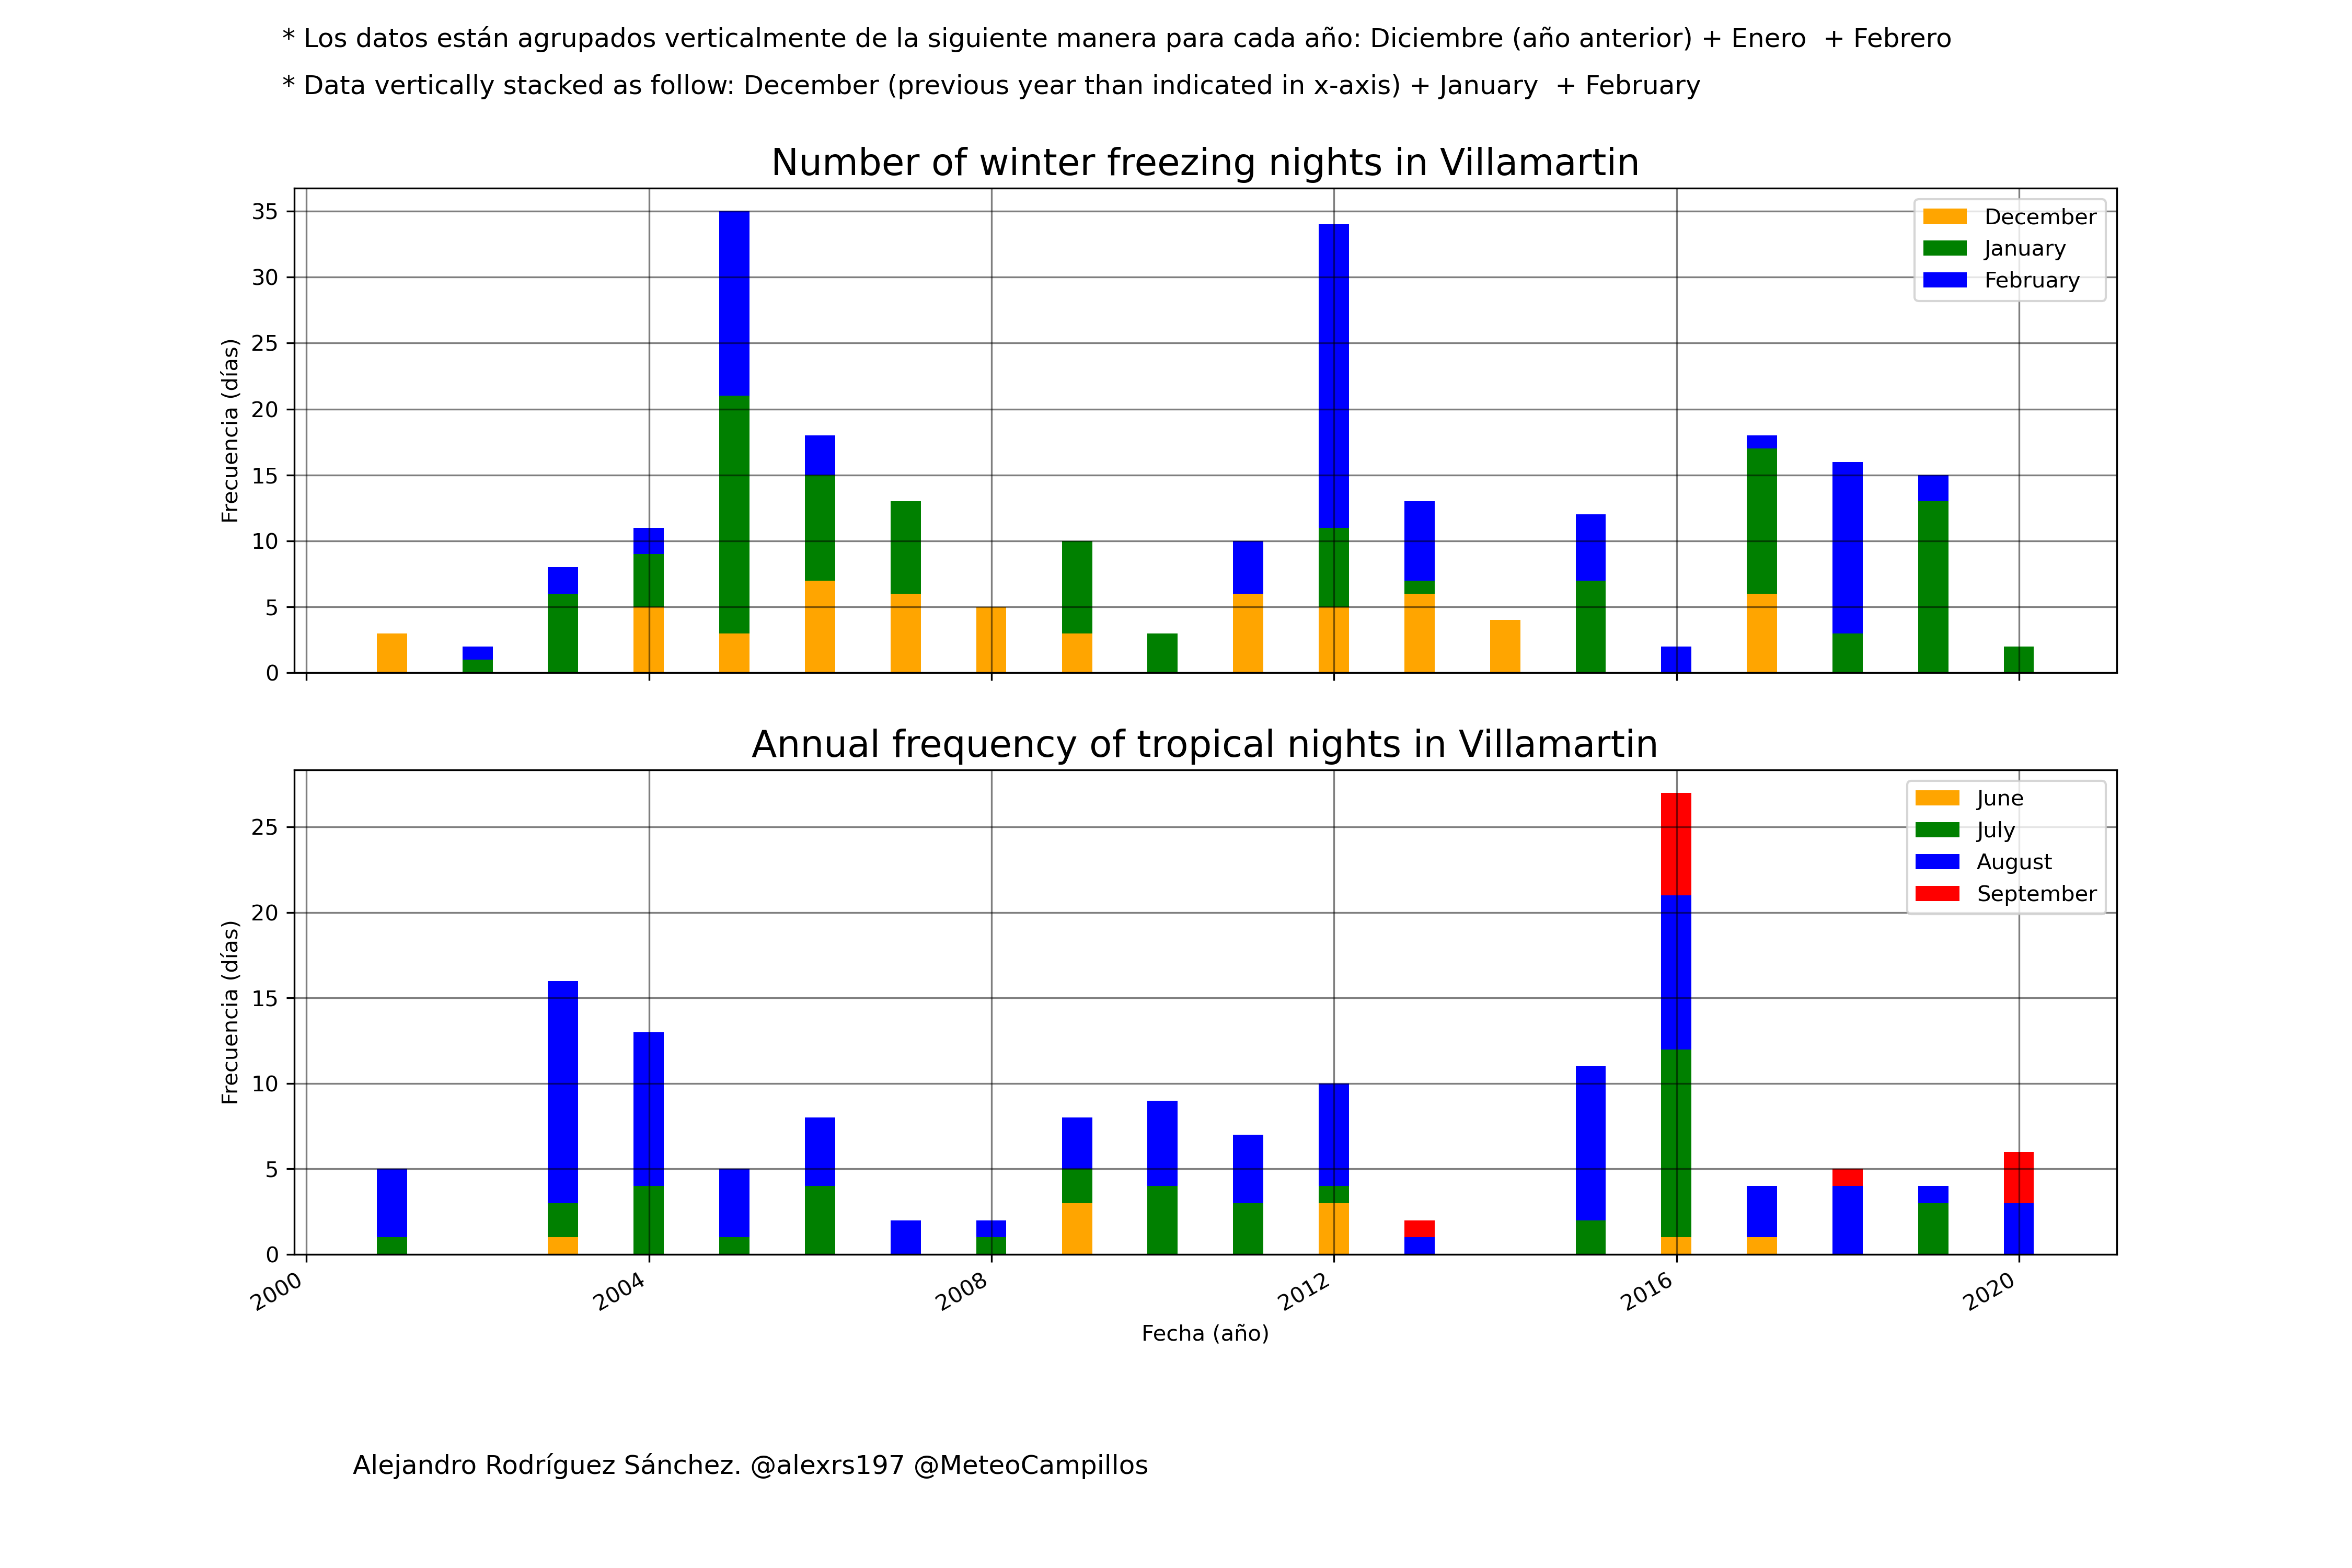 * Los datos están agrupados verticalmente de la siguiente manera para cada año: Diciembre (año anterior) + Enero  + Febrero
* Data vertically stacked as follow: December (previous year than indicated in x-axis) + January  + February
Number of winter freezing nights in Villamartin
Frecuencia (días)
35
30
25
20
15
10
5
0
December
January
February
Annual frequency of tropical nights in Villamartin
Frecuencia (días)
25
20
15
10
5
0
June
July
August
September
2000
2004
2008
2012
2016
2020
Fecha (año)
Alejandro Rodríguez Sánchez. @alexrs197 @MeteoCampillos